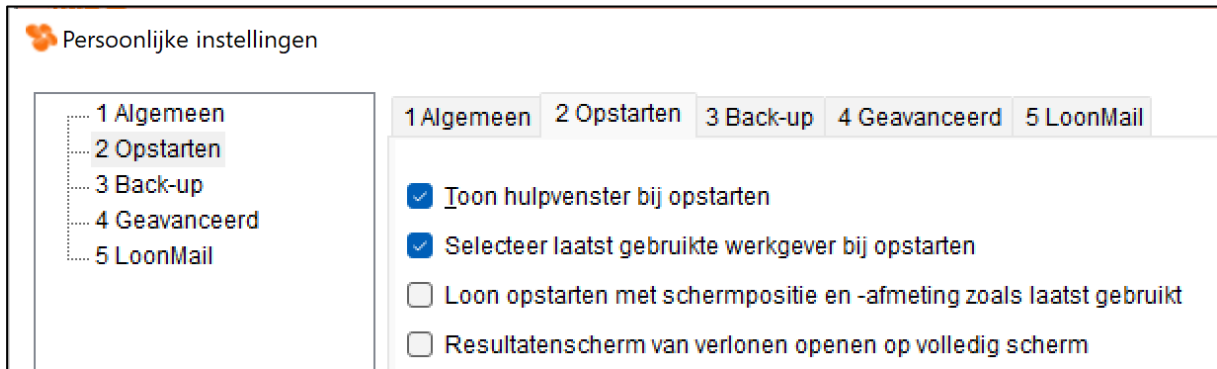 Persoonlijke instellingen
1 Algemeen
2 Opstarten
3 Back-up
4 Geavanceerd
5 LoonMail
1 Algemeen 2 Opstarten 3 Back-up 4 Geavanceerd 5 LoonMail
Toon hulpvenster bij opstarten
Selecteer laatst gebruikte werkgever bij opstarten
Loon opstarten met schermpositie en -afmeting zoals laatst gebruikt
Resultatenscherm van verlonen openen op volledig scherm